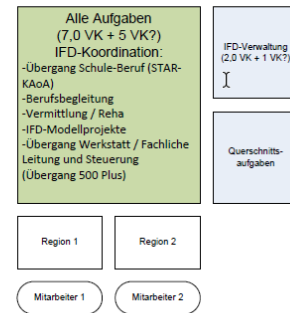 Alle Aufgaben
(7,0 VK + 5 VK?)
IFD-Koordination:
-Übergang Schule-Beruf (STAR-
KAoA)
-Berufsbegleitung
-Vermittlung / Reha
-IFD-Modellprojekte
-Übergang Werkstatt / Fachliche
Leitung und Steuerung
(Übergang 500 Plus)
IFD-Verwaltung
(2,0 VK + 1 VK?)
Querschnitts-
aufgaben
Region 1
Region 2
Mitarbeiter 1
Mitarbeiter 2